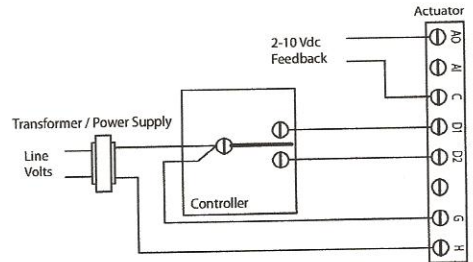 Actuator
2-10 Vdc
Feedback
AO
AI
C
D1
D2
G
H
Transformer / Power Supply
Line
Volts
Controller